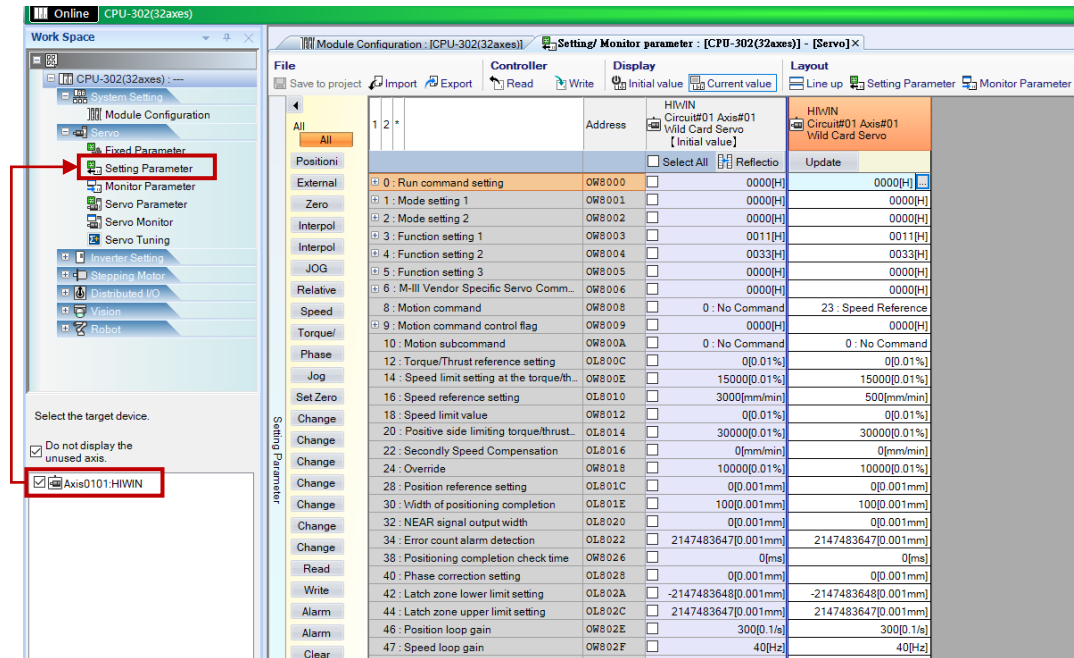 Online CPU-302(32axes)
Work Space
CPU-302(32axes) : ---
System Setting
Module Configuration
Servo
Fixed Parameter
Setting Parameter
Monitor Parameter
Servo Parameter
Servo Monitor
Servo Tuning
Inverter Setting
Stepping Motor
Distributed I/O
Vision
Robot
Select the target device.
Do not display the
unused axis.
Axis0101:HIWIN
Module Configuration : [CPU-302(32axes)]
Setting/ Monitor parameter : [CPU-302(32axes)] - [Servo] ×
File Controller Display Layout
Save to project Import Export Read Write Initial value Current value Line up Setting Parameter Monitor Parameter
Setting Parameter
All
All
Positioni
External
Zero
Interpol
Interpol
JOG
Relative
Speed
Torque/
Phase
Jog
Set Zero
Change
Change
Change
Change
Change
Change
Change
Read
Write
Alarm
Alarm
Clear
1 2 * Address
HIWIN
Circuit#01 Axis#01
Wild Card Servo
【Initial value】
HIWIN
Circuit#01 Axis#01
Wild Card Servo
Select All Reflectio Update
0 : Run command setting OW8000 0000[H] 0000[H] ...
1 : Mode setting 1 OW8001 0000[H] 0000[H]
2 : Mode setting 2 OW8002 0000[H] 0000[H]
3 : Function setting 1 OW8003 0011[H] 0011[H]
4 : Function setting 2 OW8004 0033[H] 0033[H]
5 : Function setting 3 OW8005 0000[H] 0000[H]
6 : M-III Vendor Specific Servo Comm... OW8006 0000[H] 0000[H]
8 : Motion command OW8008 0 : No Command 23 : Speed Reference
9 : Motion command control flag OW8009 0000[H] 0000[H]
10 : Motion subcommand OW800A 0 : No Command 0 : No Command
12 : Torque/Thrust reference setting OL800C 0[0.01%] 0[0.01%]
14 : Speed limit setting at the torque/th... OW800E 15000[0.01%] 15000[0.01%]
16 : Speed reference setting OL8010 3000[mm/min] 500[mm/min]
18 : Speed limit value OW8012 0[0.01%] 0[0.01%]
20 : Positive side limiting torque/thrust... OL8014 30000[0.01%] 30000[0.01%]
22 : Secondly Speed Compensation OL8016 0[mm/min] 0[mm/min]
24 : Override OW8018 10000[0.01%] 10000[0.01%]
28 : Position reference setting OL801C 0[0.001mm] 0[0.001mm]
30 : Width of positioning completion OL801E 100[0.001mm] 100[0.001mm]
32 : NEAR signal output width OL8020 0[0.001mm] 0[0.001mm]
34 : Error count alarm detection OL8022 2147483647[0.001mm] 2147483647[0.001mm]
38 : Positioning completion check time OW8026 0[ms] 0[ms]
40 : Phase correction setting OL8028 0[0.001mm] 0[0.001mm]
42 : Latch zone lower limit setting OL802A -2147483648[0.001mm] -2147483648[0.001mm]
44 : Latch zone upper limit setting OL802C 2147483647[0.001mm] 2147483647[0.001mm]
46 : Position loop gain OW802E 300[0.1/s] 300[0.1/s]
47 : Speed loop gain OW802F 40[Hz] 40[Hz]